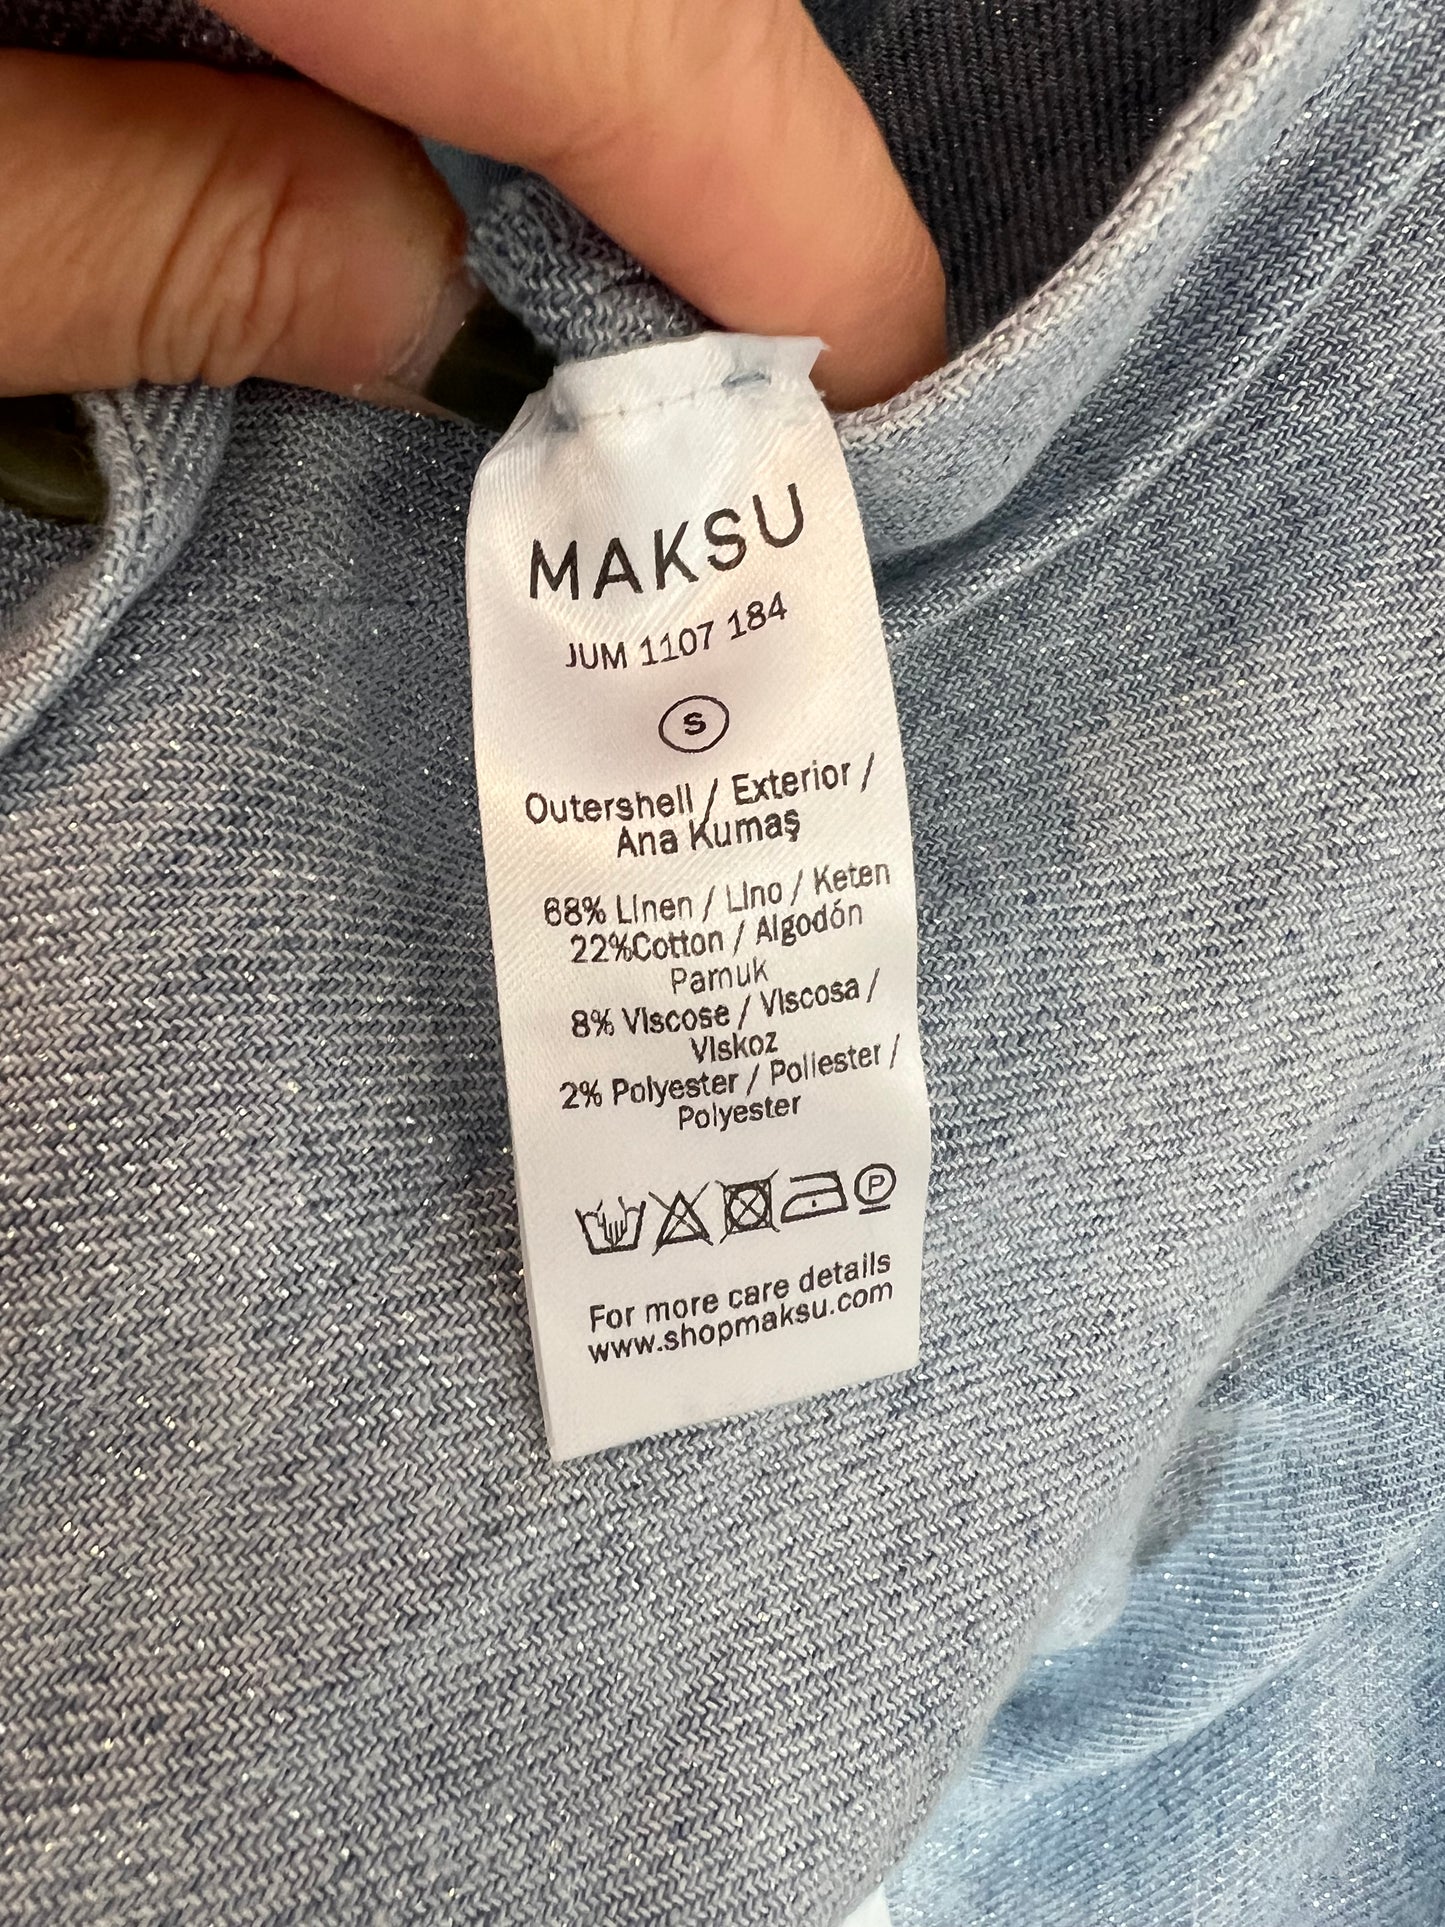 MAKSU
JUM 1107 184
S
Outershell / Exterior /
Ana Kumaş
68% Linen / Lino / Keten
22%Cotton / Algodón
Pamuk
8% Viscose / Viscosa /
Viskoz
2% Polyester / Poliester /
Polyester
P
For more care details
www.shopmaksu.com